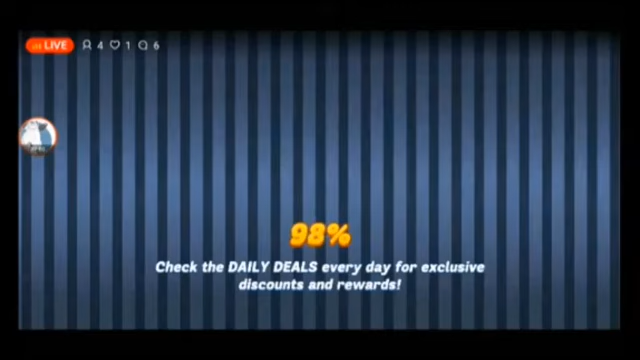 LIVE 4 1 6
98%
Check the DAILY DEALS every day for exclusive
discounts and rewards!